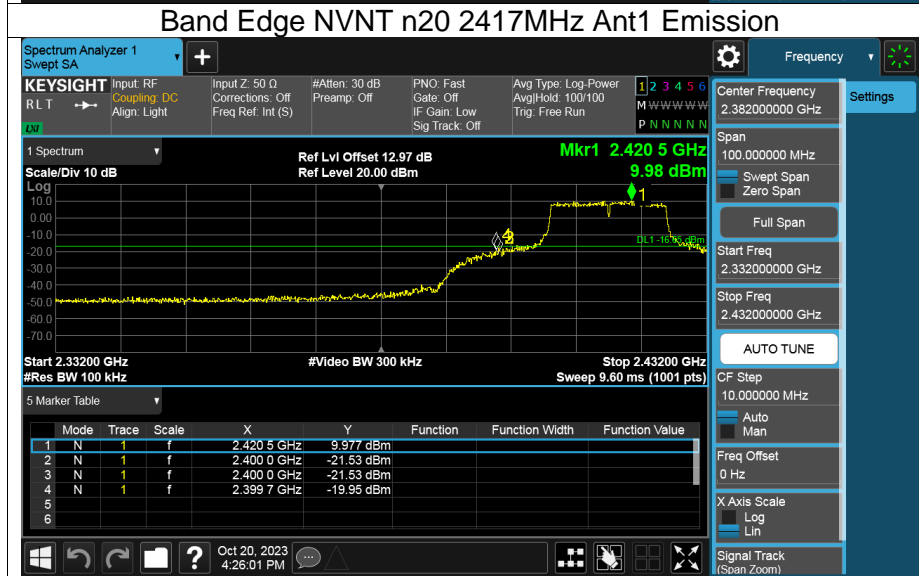 Band Edge NVNT n20 2417MHz Ant1 Emission
Spectrum Analyzer 1
Swept SA
+
Frequency
KEYSIGHT Input: RF Input Z: 50 Ω #Atten: 30 dB PNO: Fast Avg Type: Log-Power 1 2 3 4 5 6
RLT Coupling: DC Corrections: Off Preamp: Off Gate: Off Avg|Hold: 100/100 M W W W W W
Align: Light Freq Ref: Int (S) IF Gain: Low Trig: Free Run
LXI Sig Track: Off P N N N N N
Center Frequency
2.382000000 GHz
Settings
Span
100.000000 MHz
Swept Span
Zero Span
Full Span
Start Freq
2.332000000 GHz
Stop Freq
2.432000000 GHz
AUTO TUNE
CF Step
10.000000 MHz
Auto
Man
Freq Offset
0 Hz
X Axis Scale
Log
Lin
Signal Track
(Span Zoom)
1 Spectrum
Scale/Div 10 dB
Ref Lvl Offset 12.97 dB
Ref Level 20.00 dBm
Mkr1 2.420 5 GHz
9.98 dBm
Log
10.0
0.00
-10.0
-20.0
-30.0
-40.0
-50.0
-60.0
-70.0
1
Start 2.33200 GHz #Video BW 300 kHz Stop 2.43200 GHz
#Res BW 100 kHz Sweep 9.60 ms (1001 pts)
5 Marker Table
Mode Trace Scale X Y Function Function Width Function Value
1 N 1 f 2.420 5 GHz 9.977 dBm
2 N 1 f 2.400 0 GHz -21.53 dBm
3 N 1 f 2.400 0 GHz -21.53 dBm
4 N 1 f 2.399 7 GHz -19.95 dBm
5
6
?
Oct 20, 2023
4:26:01 PM